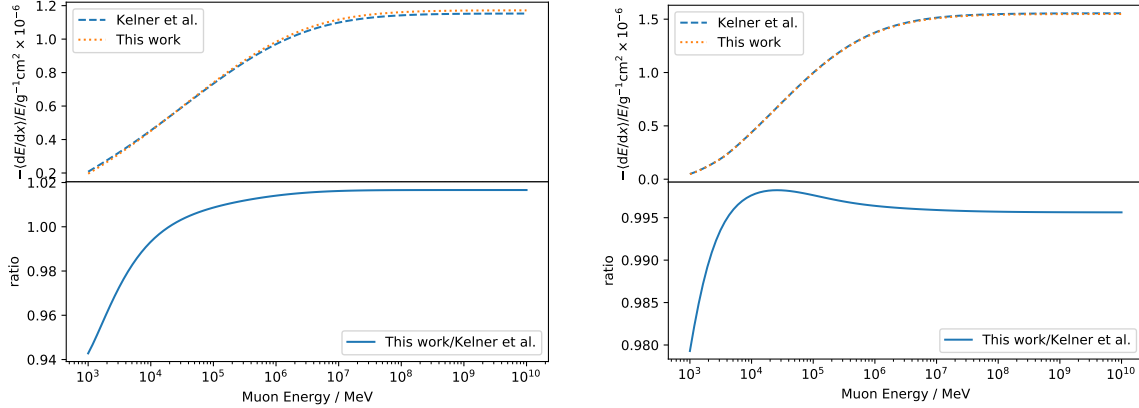 −⟨dE/dx⟩/E/g⁻¹cm² × 10⁻⁶
1.2
1.0
0.8
0.6
0.4
0.2
Kelner et al.
This work
ratio
1.02
1.00
0.98
0.96
0.94
This work/Kelner et al.
10³ 10⁴ 10⁵ 10⁶ 10⁷ 10⁸ 10⁹ 10¹⁰
Muon Energy / MeV
−⟨dE/dx⟩/E/g⁻¹cm² × 10⁻⁶
1.5
1.0
0.5
0.0
Kelner et al.
This work
ratio
0.995
0.990
0.985
0.980
This work/Kelner et al.
10³ 10⁴ 10⁵ 10⁶ 10⁷ 10⁸ 10⁹ 10¹⁰
Muon Energy / MeV